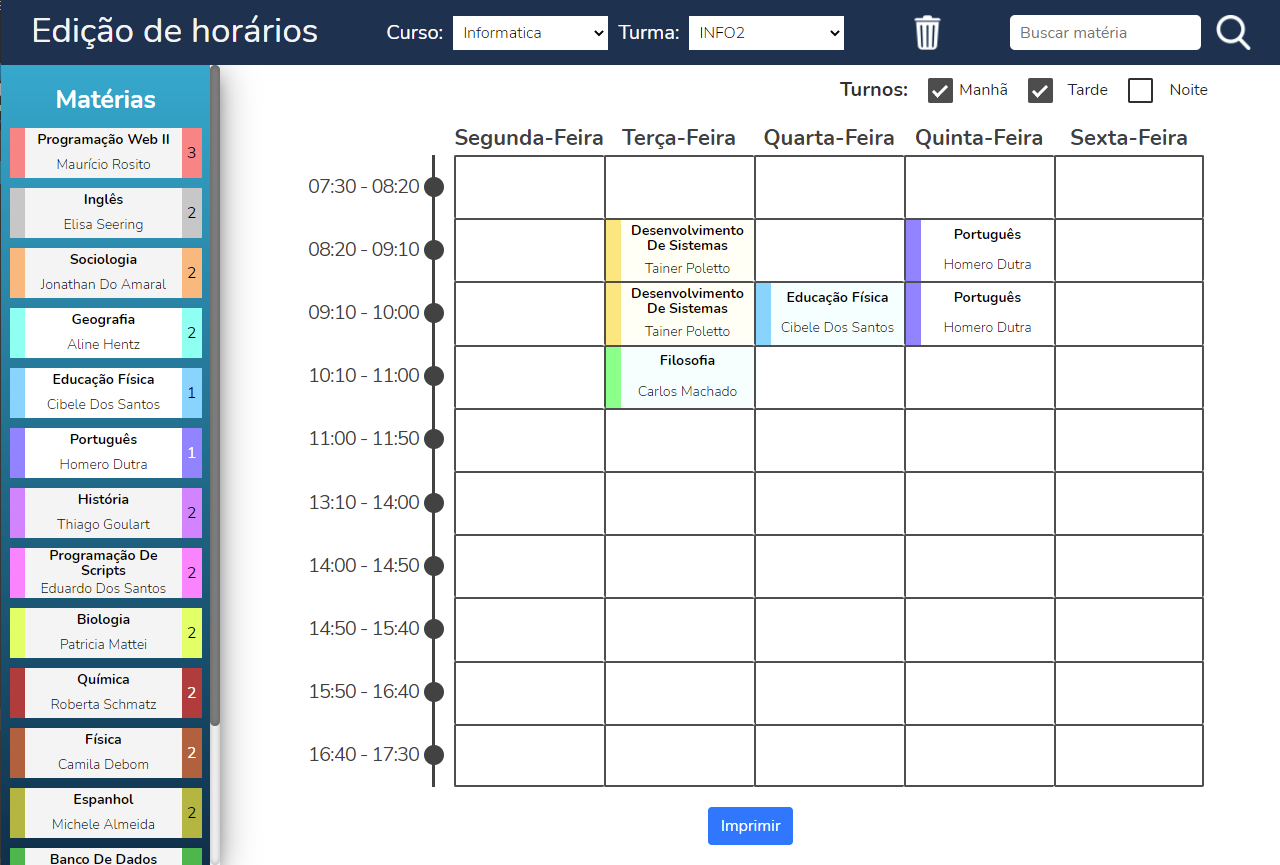 Edição de horários
Curso: Informatica Turma: INFO2 Buscar matéria
Matérias
Programação Web II
Maurício Rosito
3
Inglês
Elisa Seering
2
Sociologia
Jonathan Do Amaral
2
Geografia
Aline Hentz
2
Educação Física
Cibele Dos Santos
1
Português
Homero Dutra
1
História
Thiago Goulart
2
Programação De
Scripts
Eduardo Dos Santos
2
Biologia
Patricia Mattei
2
Química
Roberta Schmatz
2
Física
Camila Debom
2
Espanhol
Michele Almeida
2
Banco De Dados
Turnos: Manhã Tarde Noite
Segunda-Feira Terça-Feira Quarta-Feira Quinta-Feira Sexta-Feira
07:30 - 08:20
08:20 - 09:10
Desenvolvimento
De Sistemas
Tainer Poletto
Português
Homero Dutra
09:10 - 10:00
Desenvolvimento
De Sistemas
Tainer Poletto
Educação Física
Cibele Dos Santos
Português
Homero Dutra
10:10 - 11:00
Filosofia
Carlos Machado
11:00 - 11:50
13:10 - 14:00
14:00 - 14:50
14:50 - 15:40
15:50 - 16:40
16:40 - 17:30
Imprimir